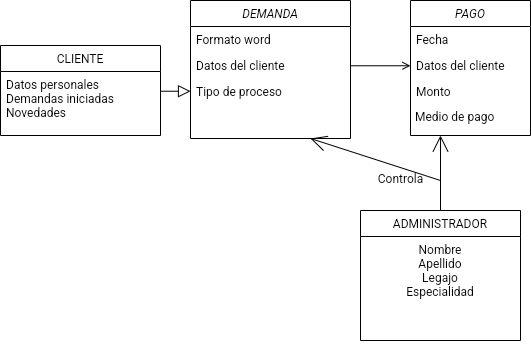 CLIENTE
Datos personales
Demandas iniciadas
Novedades
DEMANDA
Formato word
Datos del cliente
Tipo de proceso
PAGO
Fecha
Datos del cliente
Monto
Medio de pago
Controla
ADMINISTRADOR
Nombre
Apellido
Legajo
Especialidad